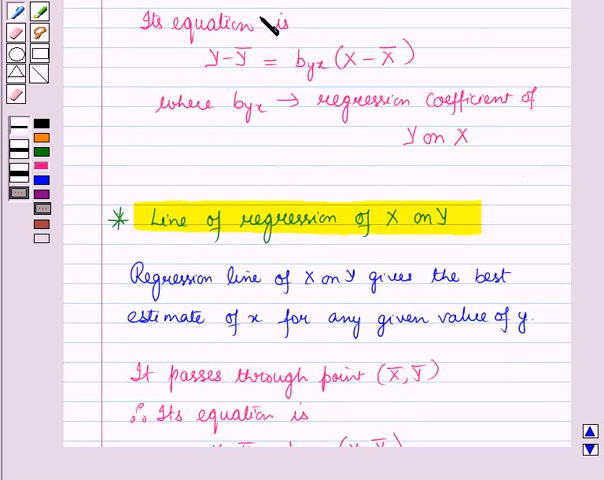 Its equation is
Y-Y̅ = byx (X-X̅)
where byx → regression coefficient of
Y on X
* Line of regression of X on Y
Regression line of X on Y gives the best
estimate of x for any given value of y.
It passes through point (X̅,Y̅)
∴ Its equation is